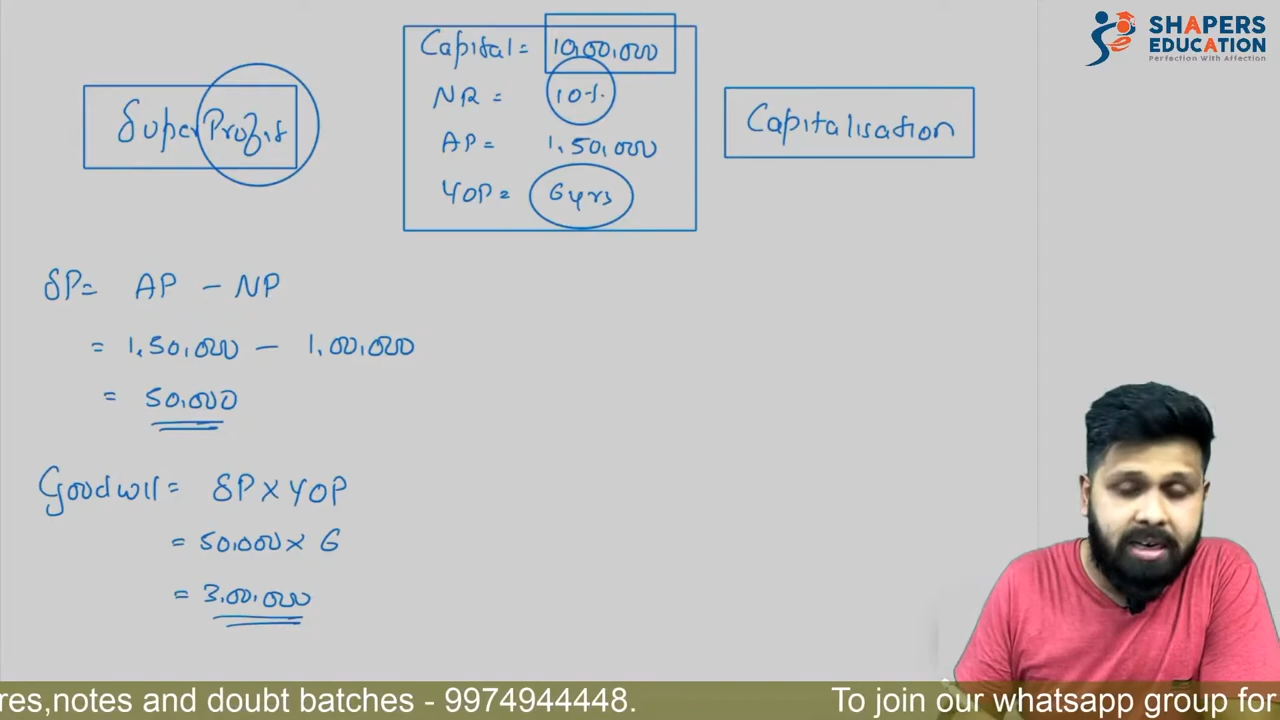 SHAPERS
EDUCATION
Perfection With Affection
Capital = 10,00,000
NR = 10%
AP = 1,50,000
YOP = 6 yrs
Super Profit
Capitalisation
SP = AP - NP
= 1,50,000 - 1,00,000
= 50,000
Goodwill = SP x YOP
= 50,000 x 6
= 3,00,000
res,notes and doubt batches - 9974944448.
To join our whatsapp group for